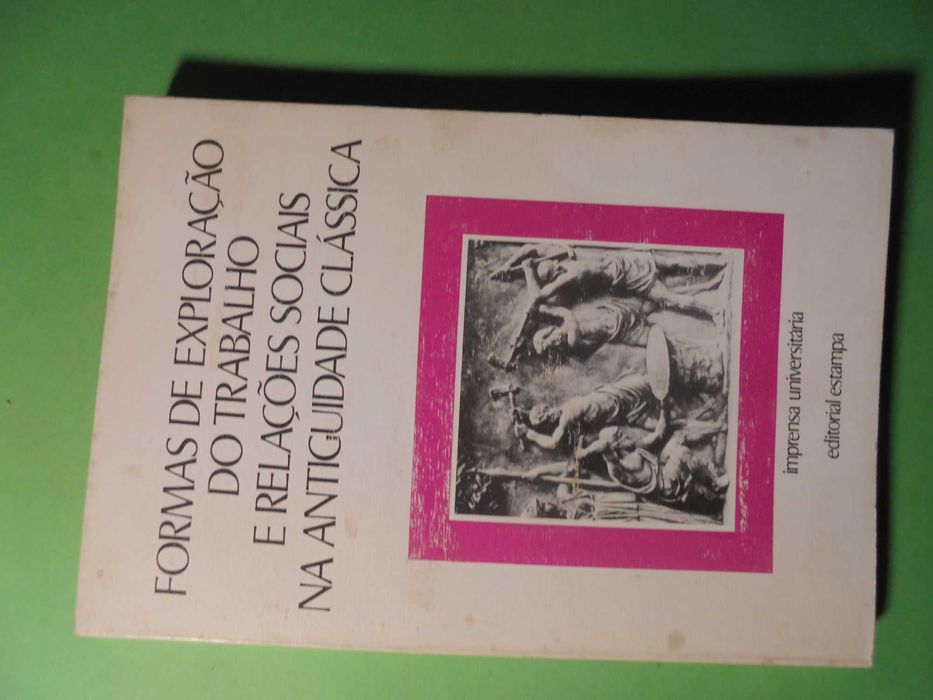 FORMAS DE EXPLORAÇÃO
DO TRABALHO
E RELAÇÕES SOCIAIS
NA ANTIGUIDADE CLÁSSICA
imprensa universitária
editorial estampa